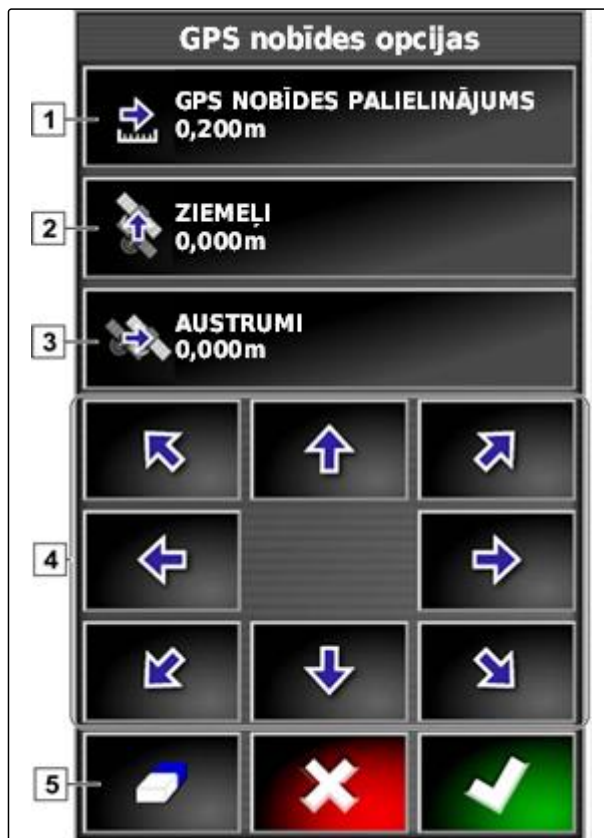 GPS nobīdes opcijas
1
GPS NOBĪDES PALIELINĀJUMS
0,200m
2
ZIEMEĻI
0,000m
3
AUSTRUMI
0,000m
4
5